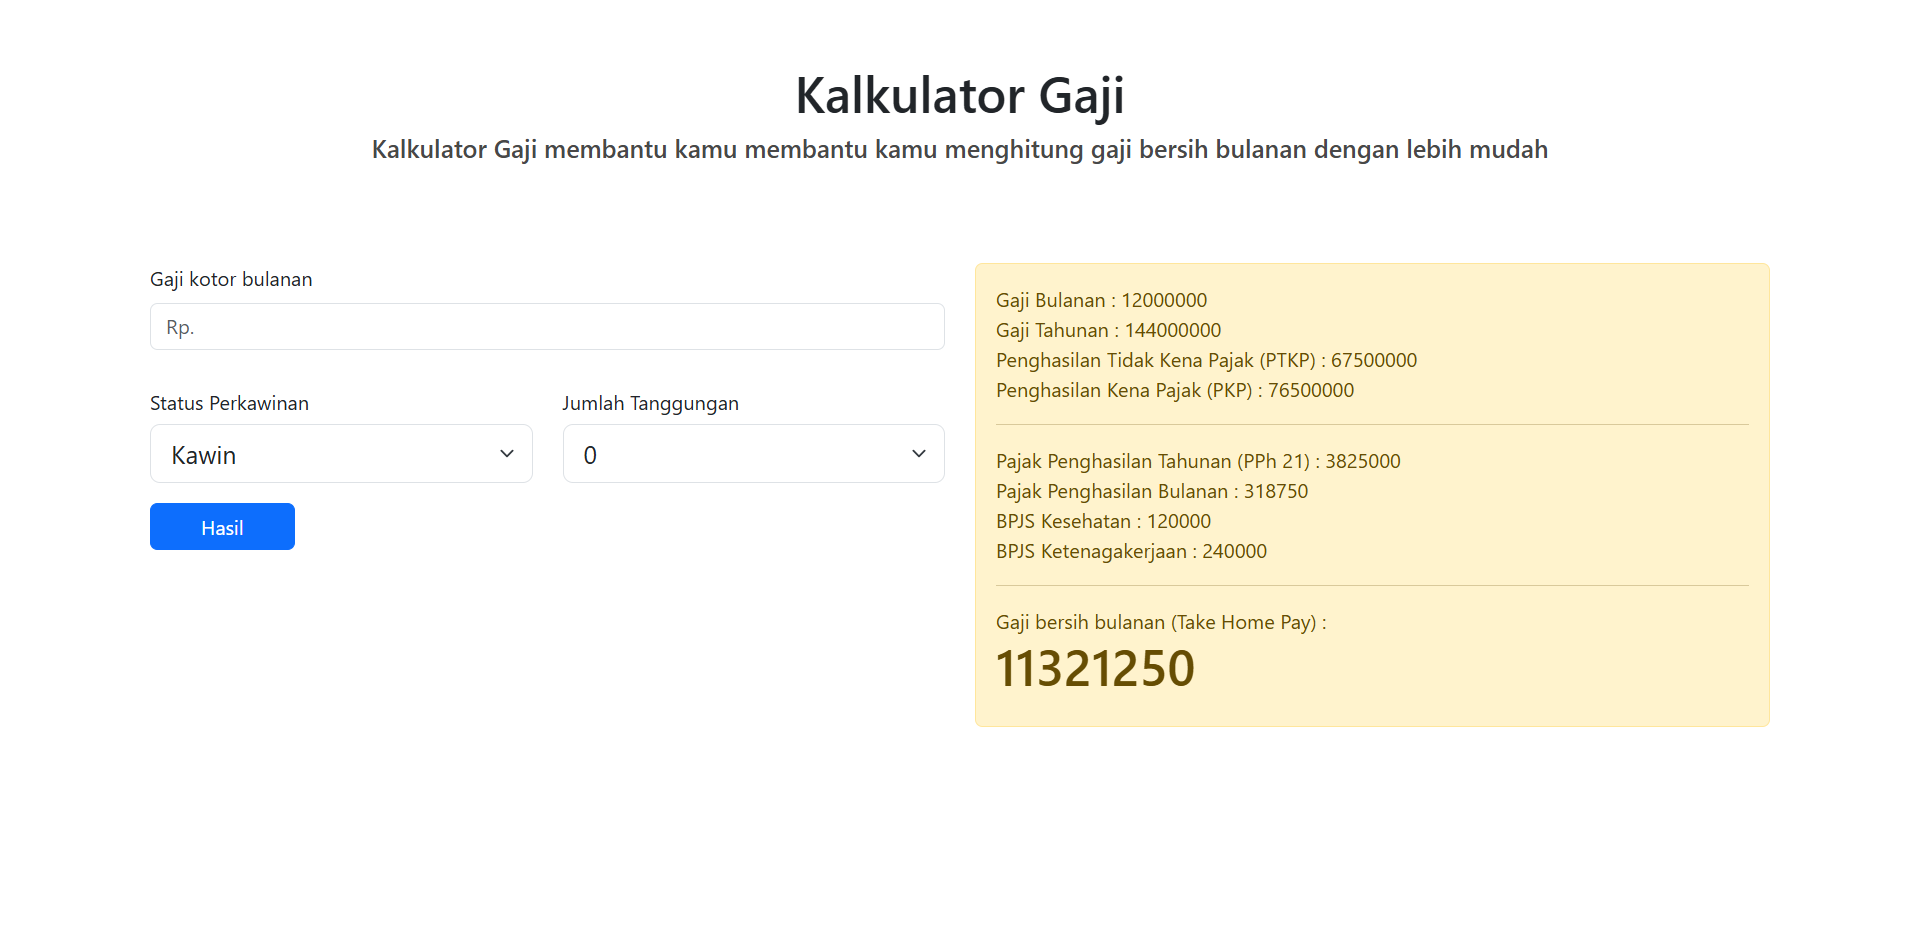 Kalkulator Gaji
Kalkulator Gaji membantu kamu membantu kamu menghitung gaji bersih bulanan dengan lebih mudah
Gaji kotor bulanan
Rp.
Status Perkawinan
Jumlah Tanggungan
Kawin
0
Hasil
Gaji Bulanan : 12000000
Gaji Tahunan : 144000000
Penghasilan Tidak Kena Pajak (PTKP) : 67500000
Penghasilan Kena Pajak (PKP) : 76500000
Pajak Penghasilan Tahunan (PPh 21) : 3825000
Pajak Penghasilan Bulanan : 318750
BPJS Kesehatan : 120000
BPJS Ketenagakerjaan : 240000
Gaji bersih bulanan (Take Home Pay) :
11321250